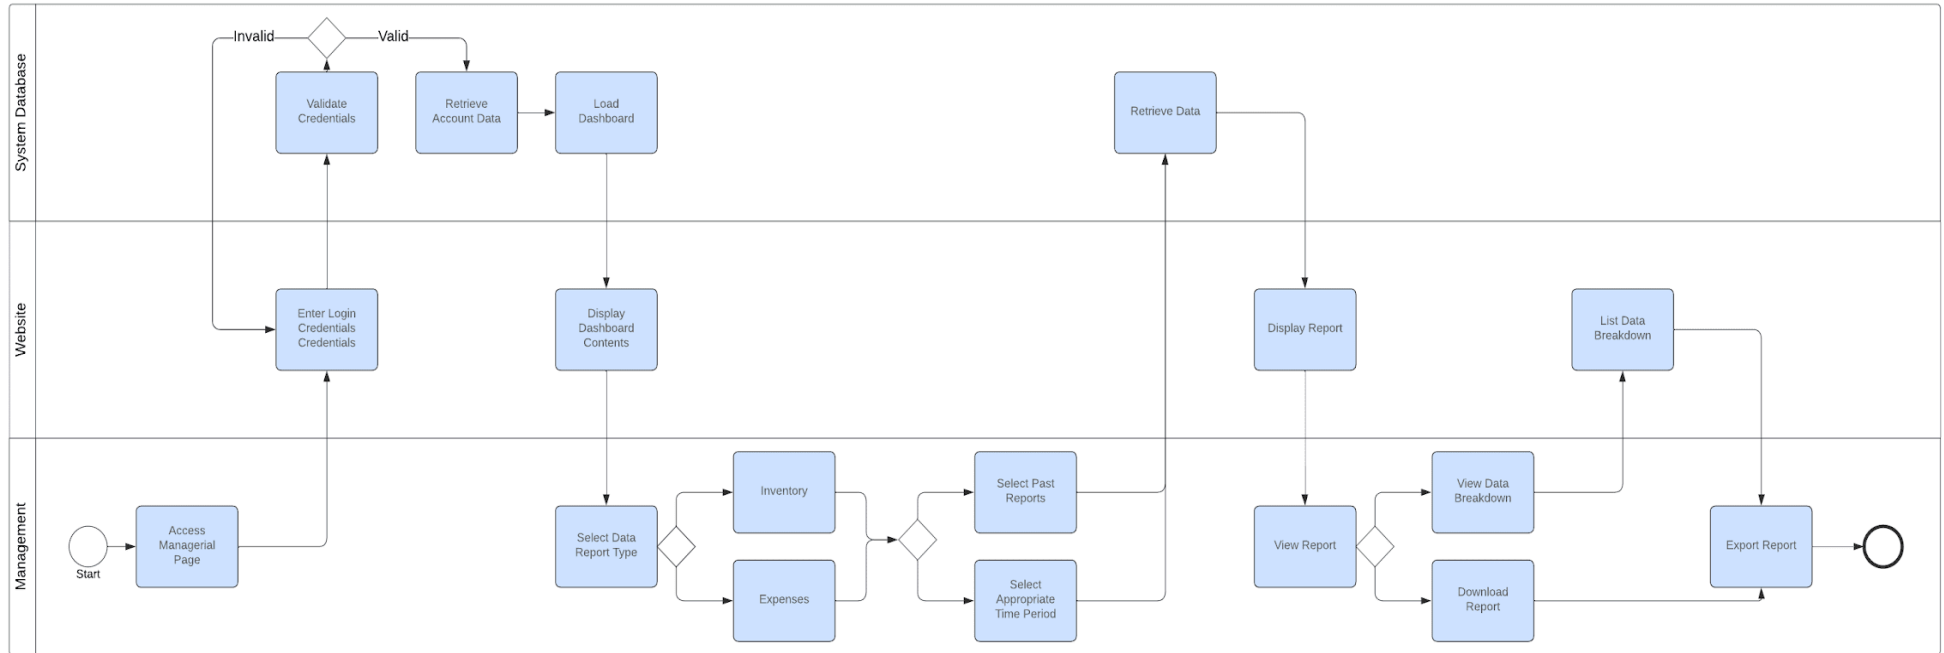 System Database
Invalid
Valid
Validate
Credentials
Retrieve
Account Data
Load
Dashboard
Retrieve Data
Website
Enter Login
Credentials
Credentials
Display
Dashboard
Contents
Display Report
List Data
Breakdown
Management
Start
Access
Managerial
Page
Select Data
Report Type
Inventory
Expenses
Select Past
Reports
Select
Appropriate
Time Period
View Report
View Data
Breakdown
Download
Report
Export Report